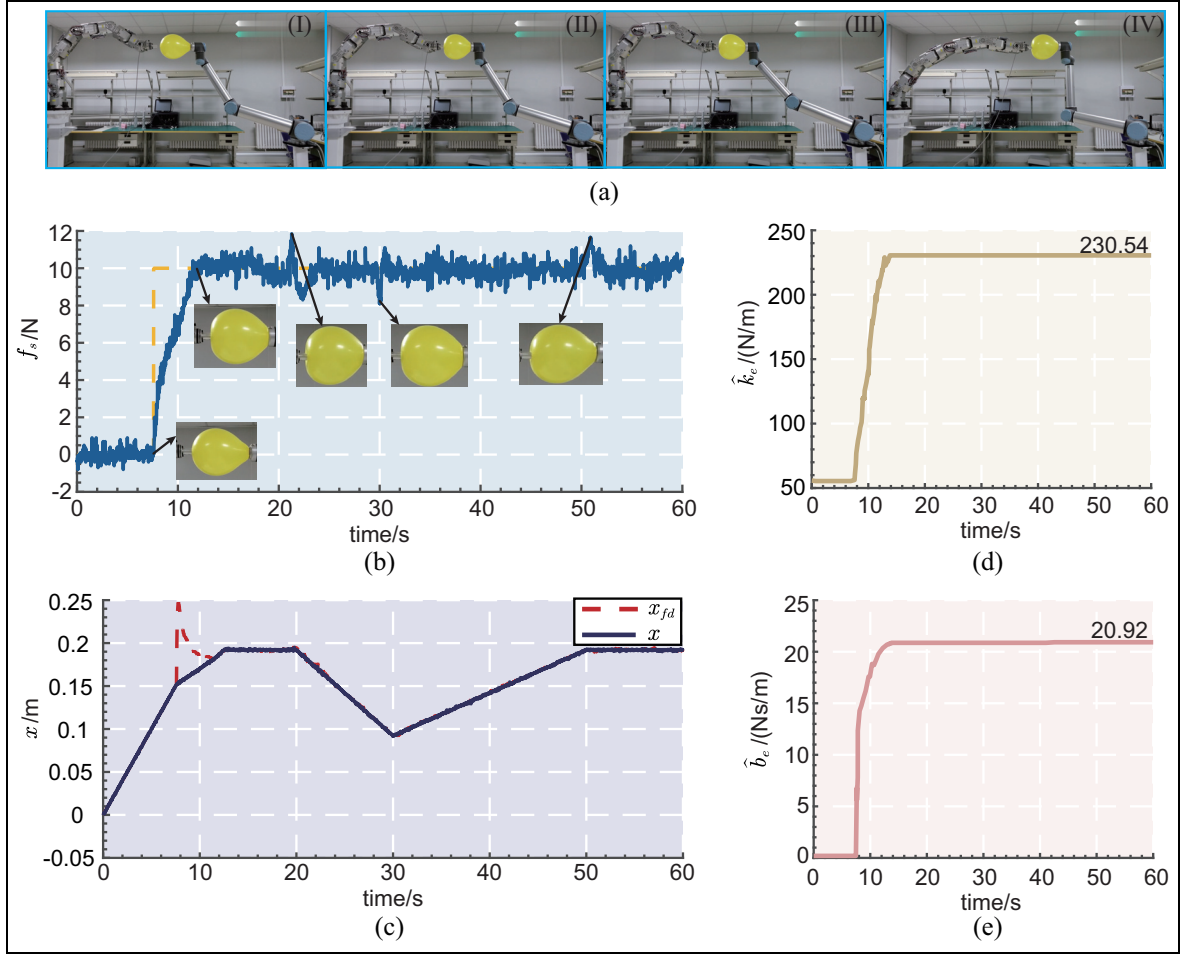 (I) (II) (III) (IV)
(a)
12
10
8
6
4
2
0
-2
f_s/N
0 10 20 30 40 50 60
time/s
(b)
250
200
150
100
50
k̂_e/(N/m)
230.54
0 10 20 30 40 50 60
time/s
(d)
0.25
0.2
0.15
0.1
0.05
0
-0.05
x/m
x_fd
x
0 10 20 30 40 50 60
time/s
(c)
25
20
15
10
5
0
b̂_e/(Ns/m)
20.92
0 10 20 30 40 50 60
time/s
(e)